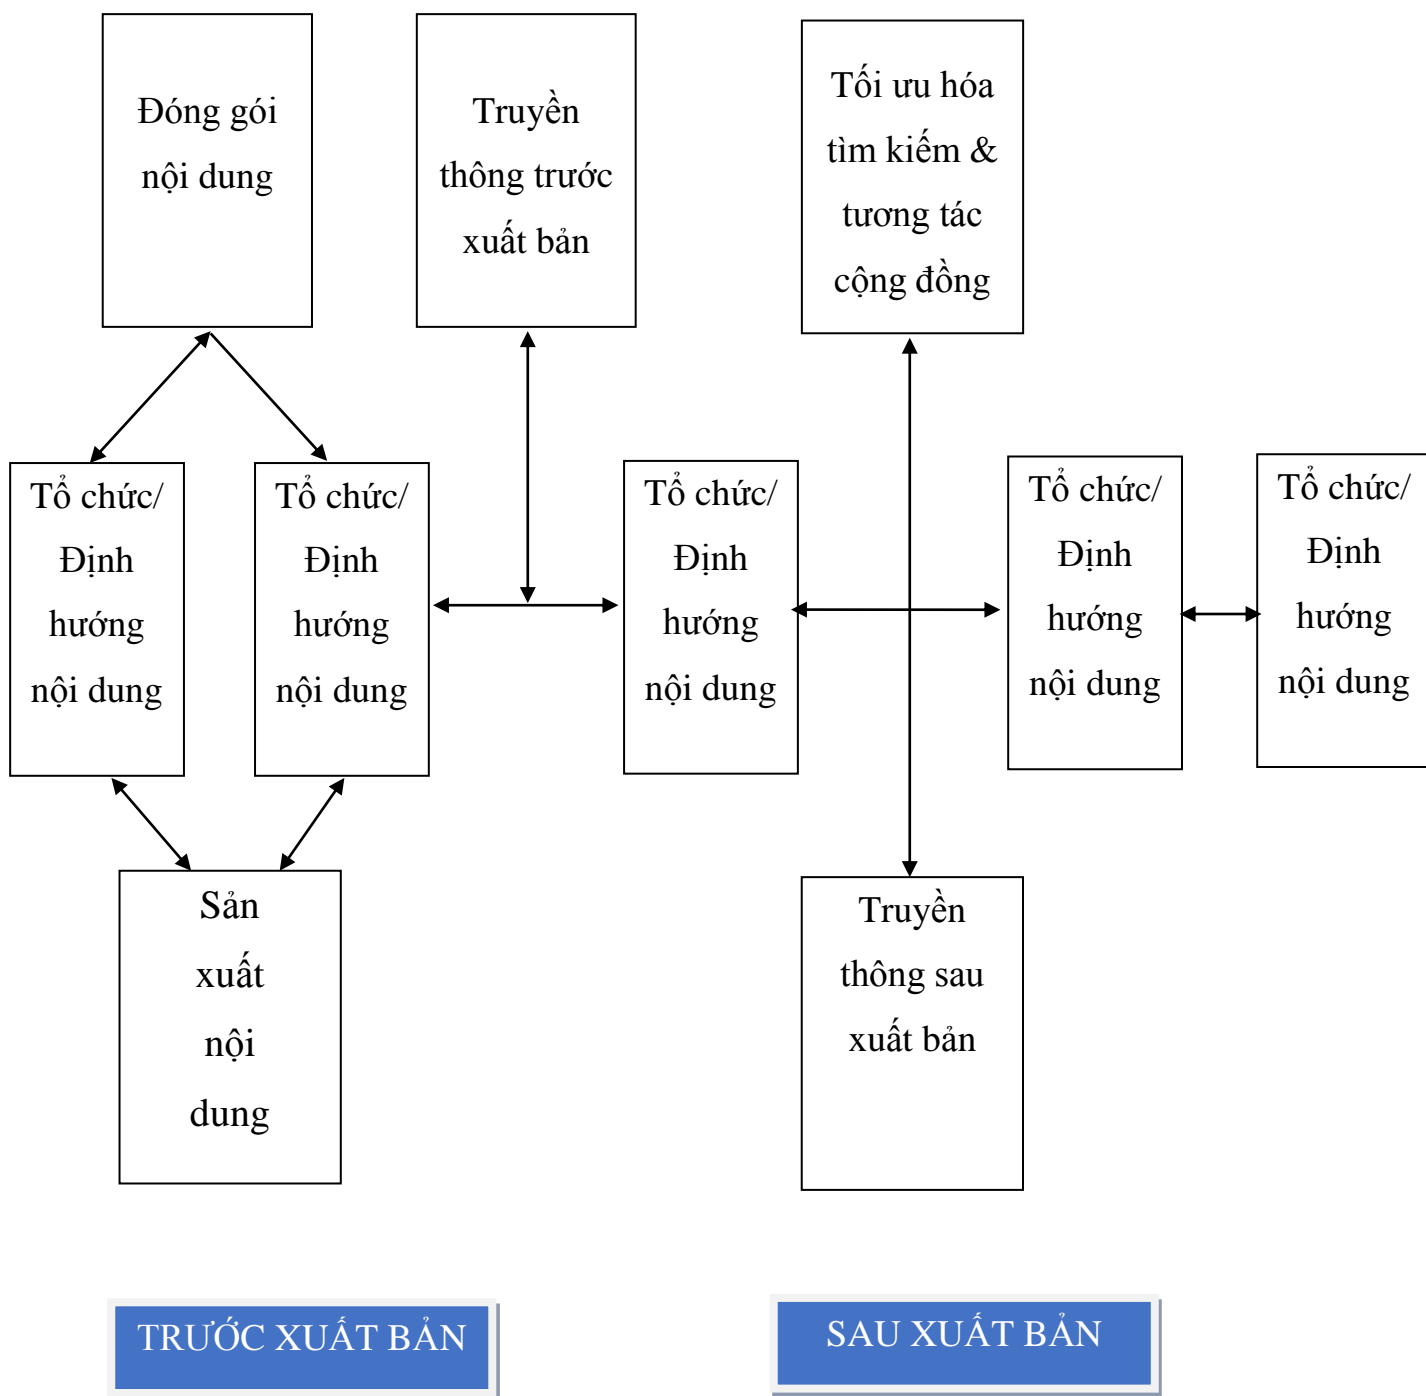 Đóng gói
nội dung
Truyền
thông trước
xuất bản
Tối ưu hóa
tìm kiếm &
tương tác
cộng đồng
Tổ chức/
Định
hướng
nội dung
Tổ chức/
Định
hướng
nội dung
Tổ chức/
Định
hướng
nội dung
Tổ chức/
Định
hướng
nội dung
Tổ chức/
Định
hướng
nội dung
Sản
xuất
nội
dung
Truyền
thông sau
xuất bản
TRƯỚC XUẤT BẢN
SAU XUẤT BẢN